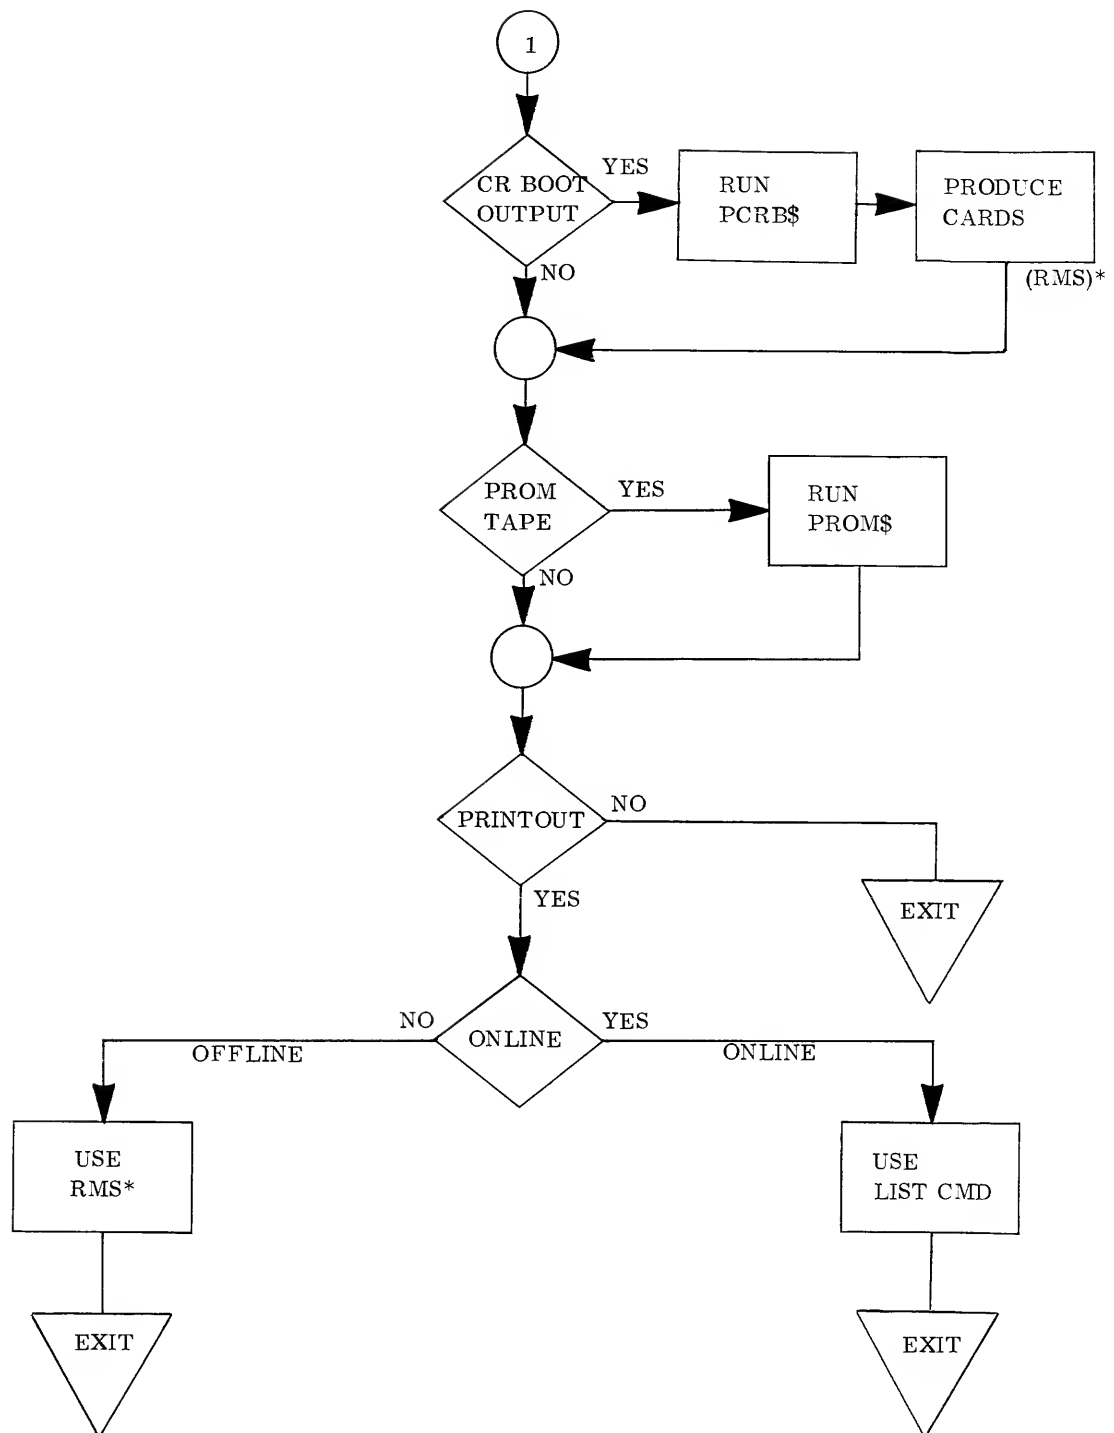 1
CR BOOT
OUTPUT
YES
RUN
PCRB$
PRODUCE
CARDS
(RMS)*
NO
PROM
TAPE
YES
RUN
PROM$
NO
PRINTOUT
NO
EXIT
YES
ONLINE
NO
OFFLINE
YES
ONLINE
USE
RMS*
USE
LIST CMD
EXIT
EXIT